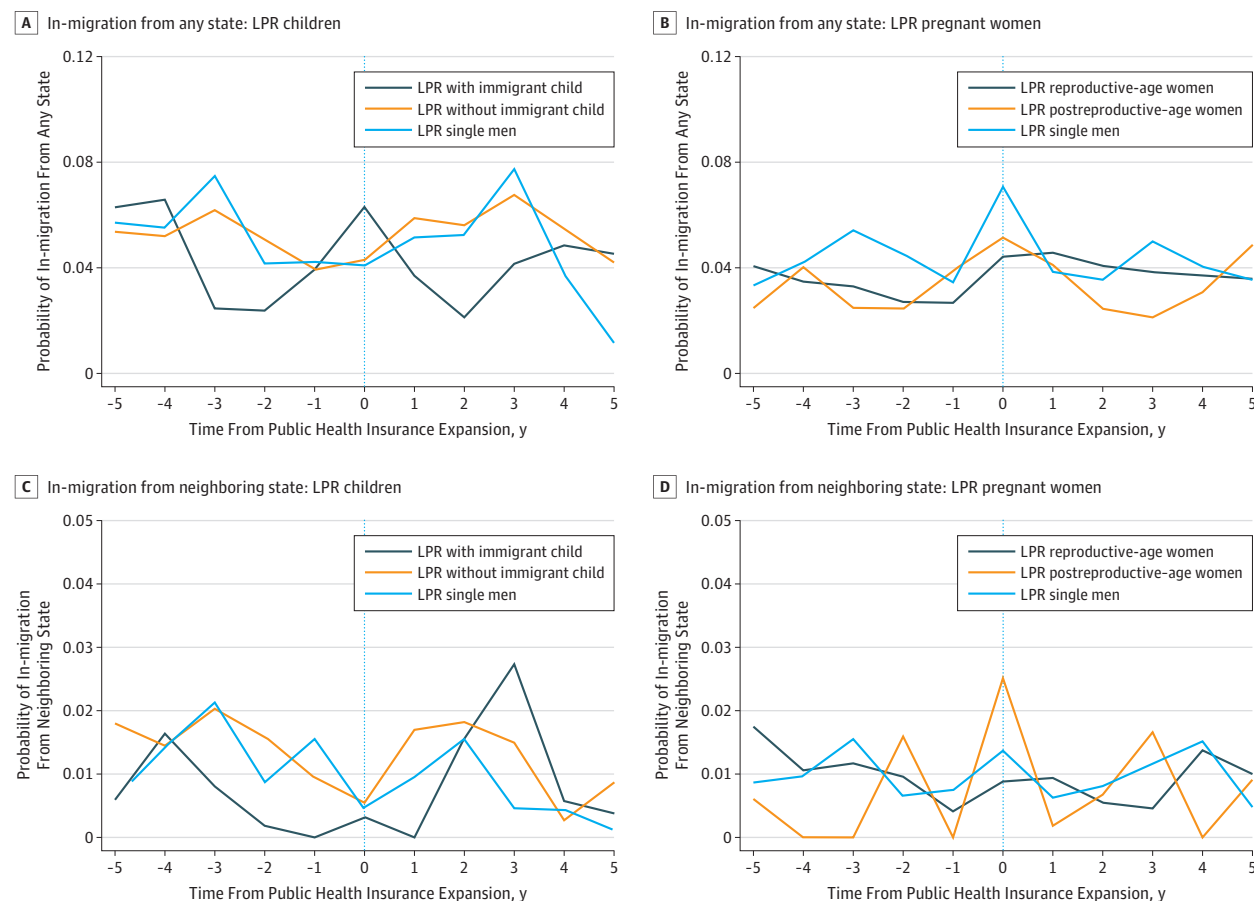 A In-migration from any state: LPR children
0.12
0.08
0.04
0
Probability of In-migration From Any State
LPR with immigrant child
LPR without immigrant child
LPR single men
-5 -4 -3 -2 -1 0 1 2 3 4 5
Time From Public Health Insurance Expansion, y
B In-migration from any state: LPR pregnant women
0.12
0.08
0.04
0
Probability of In-migration From Any State
LPR reproductive-age women
LPR postreproductive-age women
LPR single men
-5 -4 -3 -2 -1 0 1 2 3 4 5
Time From Public Health Insurance Expansion, y
C In-migration from neighboring state: LPR children
0.05
0.04
0.03
0.02
0.01
0
Probability of In-migration
From Neighboring State
LPR with immigrant child
LPR without immigrant child
LPR single men
-5 -4 -3 -2 -1 0 1 2 3 4 5
Time From Public Health Insurance Expansion, y
D In-migration from neighboring state: LPR pregnant women
0.05
0.04
0.03
0.02
0.01
0
Probability of In-migration
From Neighboring State
LPR reproductive-age women
LPR postreproductive-age women
LPR single men
-5 -4 -3 -2 -1 0 1 2 3 4 5
Time From Public Health Insurance Expansion, y